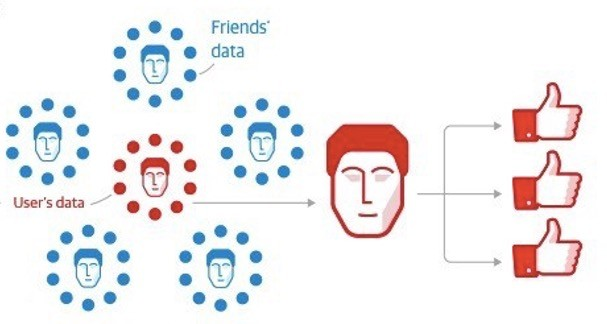 Friends'
data
User's data